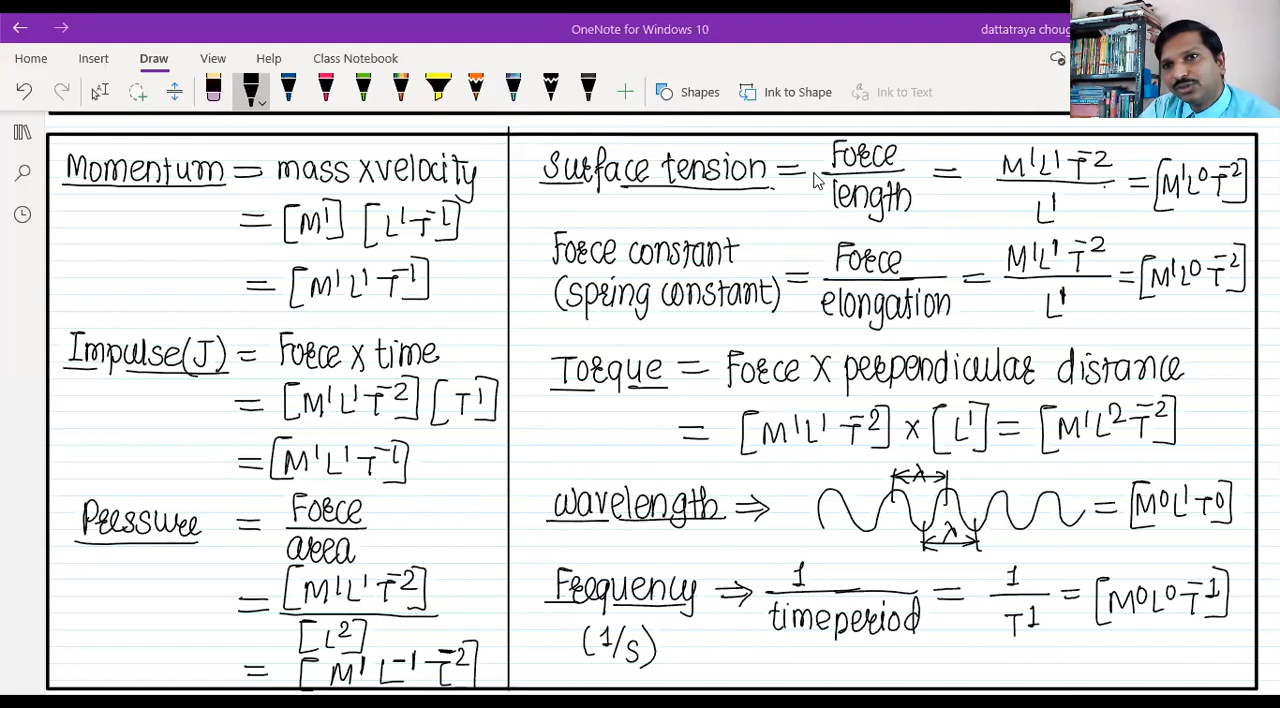 OneNote for Windows 10
dattatraya choug
Home Insert Draw View Help Class Notebook
Shapes Ink to Shape Ink to Text
Momentum = mass x velocity
= [M¹] [L¹T⁻¹]
= [M¹L¹T⁻¹]
Impulse(J) = Force x time
= [M¹L¹T⁻²] [T¹]
= [M¹L¹T⁻¹]
Pressure = Force / area
= [M¹L¹T⁻²] / [L²]
= [M¹L⁻¹T⁻²]
Surface tension = Force / length = M¹L¹T⁻² / L¹ = [M¹L⁰T⁻²]
Force constant
(spring constant) = Force / elongation = M¹L¹T⁻² / L¹ = [M¹L⁰T⁻²]
Torque = Force x perpendicular distance
= [M¹L¹T⁻²] x [L¹] = [M¹L²T⁻²]
λ
wavelength ⇒ = [M⁰L¹T⁰]
λ
Frequency ⇒ 1 / timeperiod = 1 / T¹ = [M⁰L⁰T⁻¹]
(1/s)